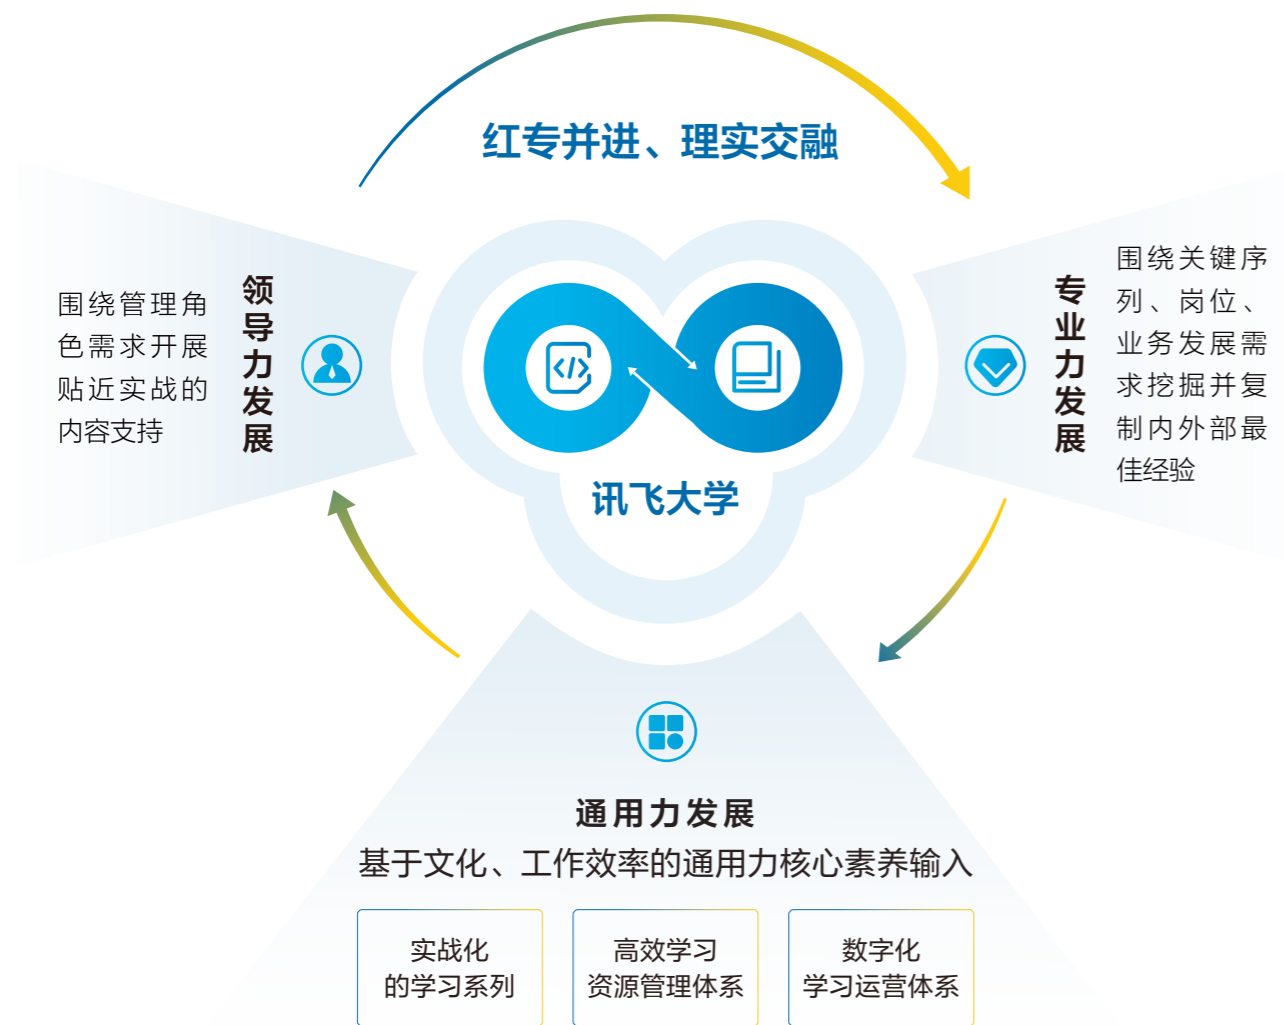 红专并进、理实交融
领导力发展
围绕管理角
色需求开展
贴近实战的
内容支持
讯飞大学
专业力发展
围绕关键序
列、岗位、
业务发展需
求挖掘并复
制内外部最
佳经验
通用力发展
基于文化、工作效率的通用力核心素养输入
实战化
的学习系列
高效学习
资源管理体系
数字化
学习运营体系